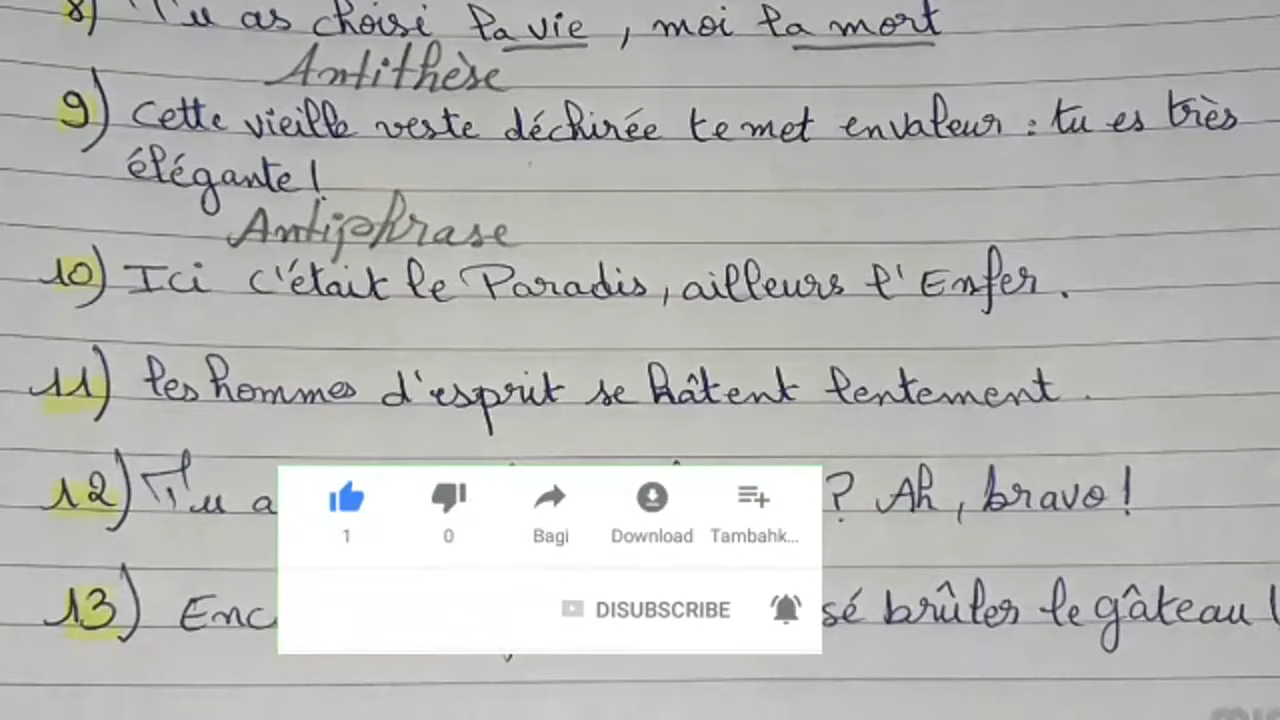 8) Tu as choisi la vie, moi la mort
Antithèse
9) Cette vieille veste déchirée te met en valeur : tu es très
élégante !
Antiphrase
10) Ici c'était le Paradis, ailleurs l'Enfer.
11) les hommes d'esprit se hâtent lentement.
12) Tu a ? Ah, bravo !
1 0 Bagi Download Tambahk...
13) Enc sé brûler le gâteau !
DISUBSCRIBE